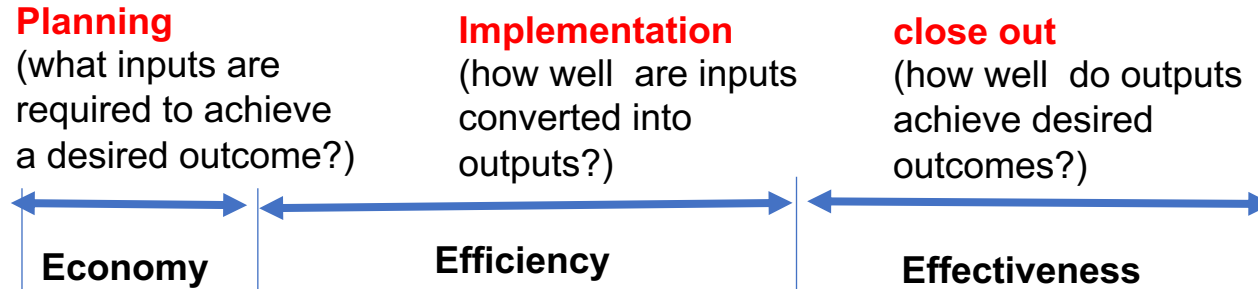 Planning
(what inputs are
required to achieve
a desired outcome?)
Implementation
(how well are inputs
converted into
outputs?)
close out
(how well do outputs
achieve desired
outcomes?)
Economy
Efficiency
Effectiveness